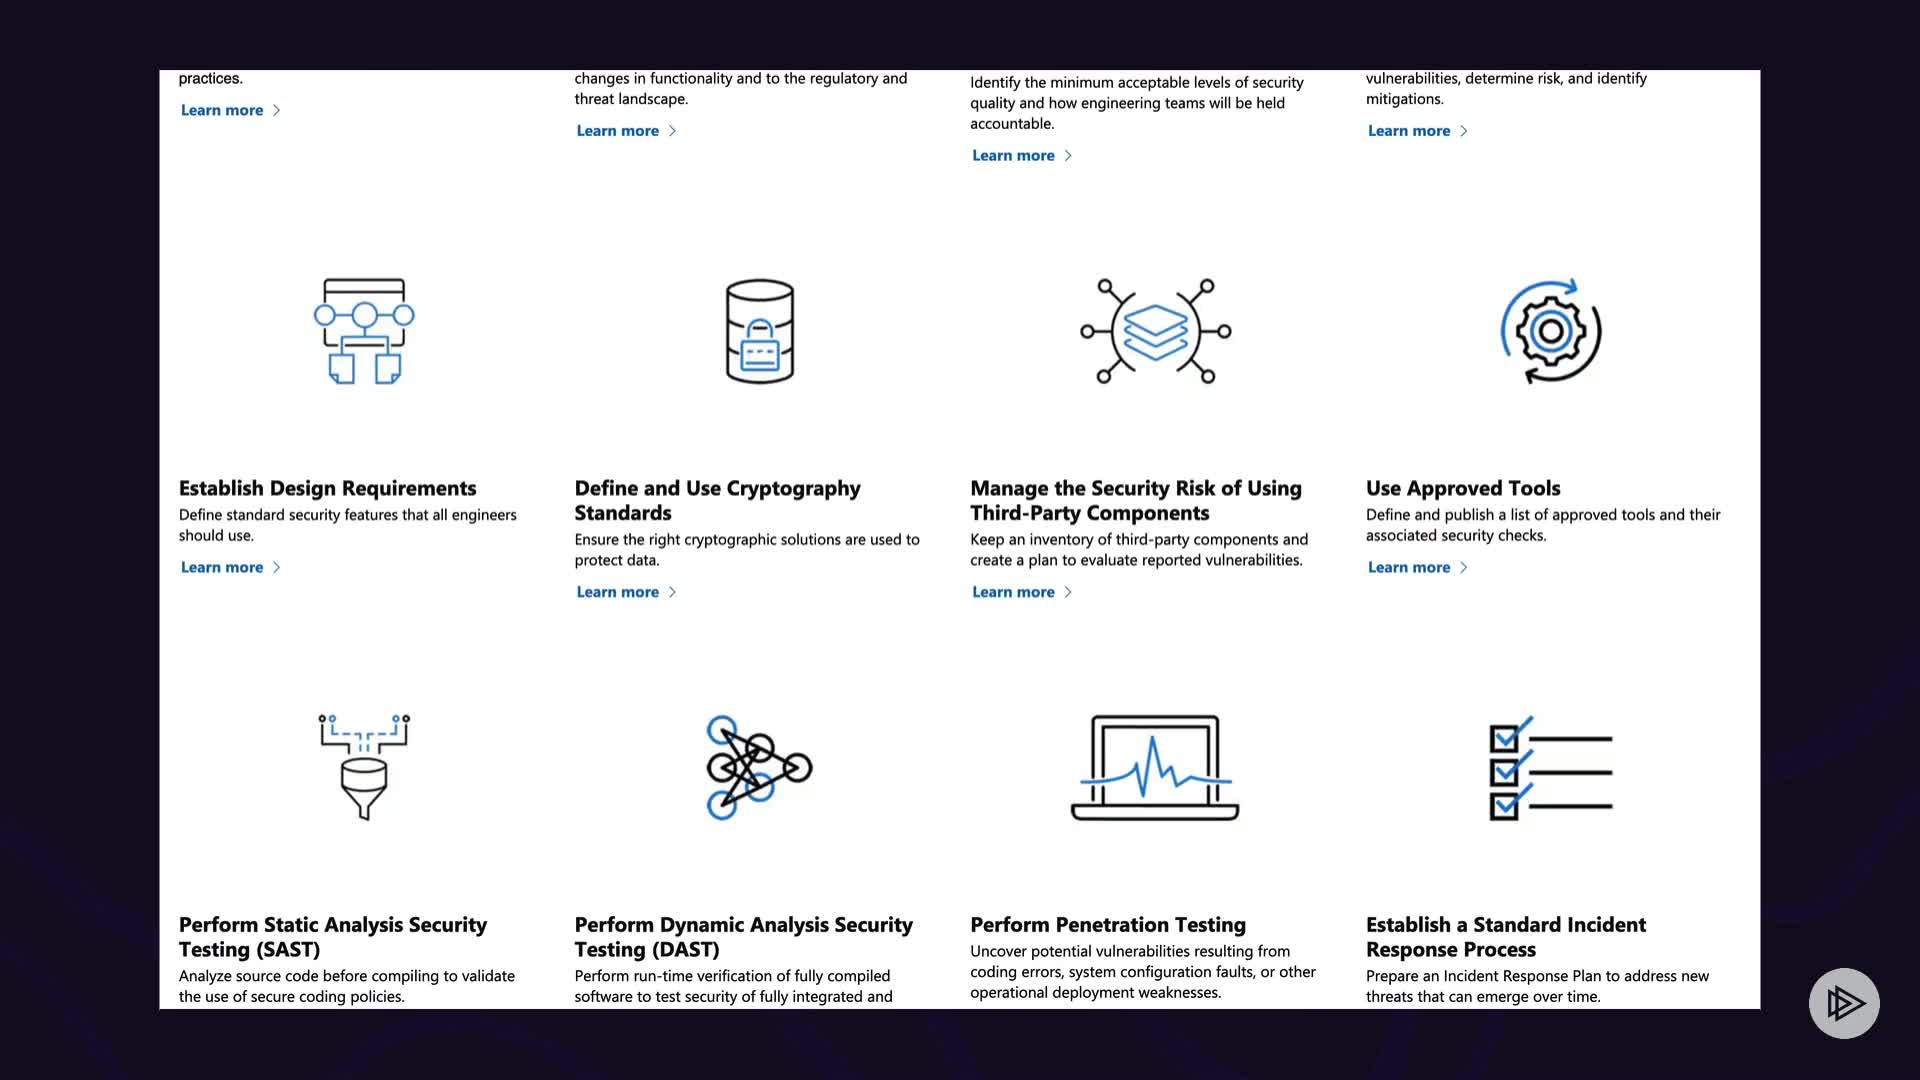 practices.
Learn more
changes in functionality and to the regulatory and
threat landscape.
Learn more
Identify the minimum acceptable levels of security
quality and how engineering teams will be held
accountable.
Learn more
vulnerabilities, determine risk, and identify
mitigations.
Learn more
Establish Design Requirements
Define standard security features that all engineers
should use.
Learn more
Define and Use Cryptography
Standards
Ensure the right cryptographic solutions are used to
protect data.
Learn more
Manage the Security Risk of Using
Third-Party Components
Keep an inventory of third-party components and
create a plan to evaluate reported vulnerabilities.
Learn more
Use Approved Tools
Define and publish a list of approved tools and their
associated security checks.
Learn more
Perform Static Analysis Security
Testing (SAST)
Analyze source code before compiling to validate
the use of secure coding policies.
Perform Dynamic Analysis Security
Testing (DAST)
Perform run-time verification of fully compiled
software to test security of fully integrated and
Perform Penetration Testing
Uncover potential vulnerabilities resulting from
coding errors, system configuration faults, or other
operational deployment weaknesses.
Establish a Standard Incident
Response Process
Prepare an Incident Response Plan to address new
threats that can emerge over time.